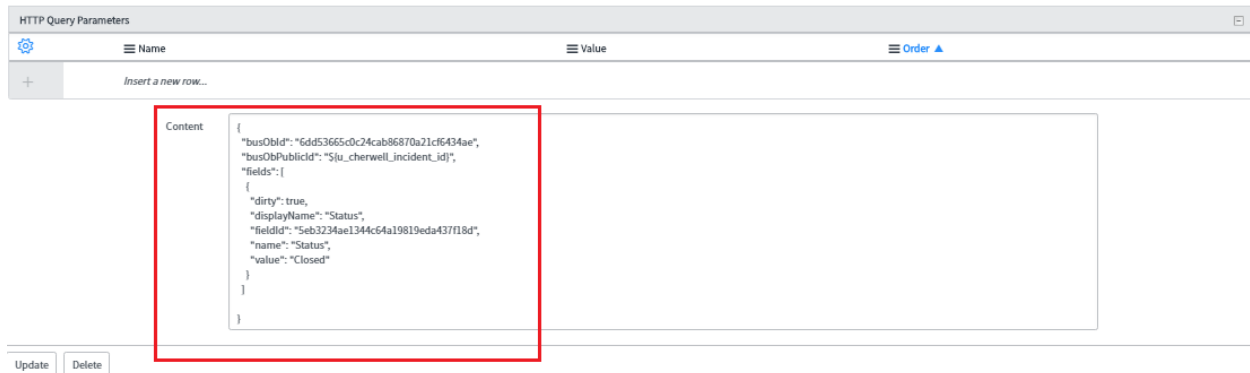 HTTP Query Parameters
Name Value Order ▲
Insert a new row...
Content
{
"busObId": "6dd53665c0c24cab86870a21cf6434ae",
"busObPublicId": "${u_cherwell_incident_id}",
"fields": [
{
"dirty": true,
"displayName": "Status",
"fieldId": "5eb3234ae1344c64a19819eda437f18d",
"name": "Status",
"value": "Closed"
}
]
}
Update Delete